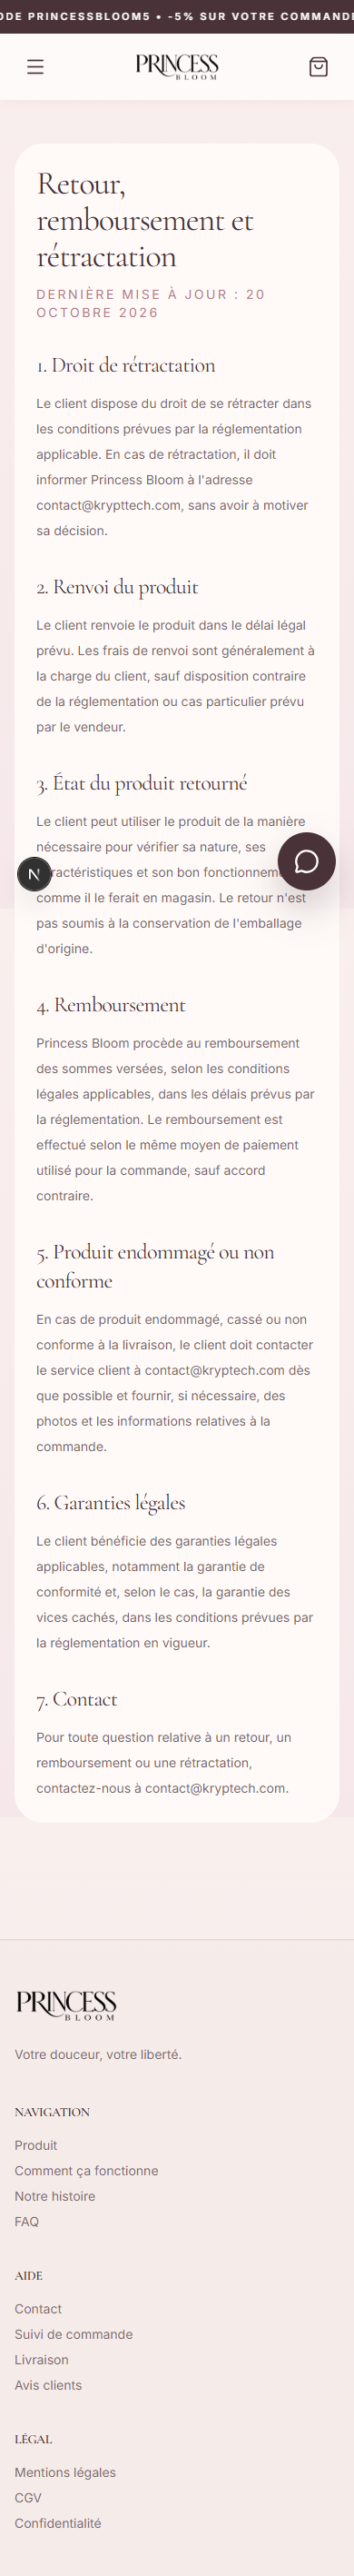 ODE PRINCESSBLOOM5 • -5% SUR VOTRE COMMANDE
PRINCESS
BLOOM
Retour,
remboursement et
rétractation
DERNIÈRE MISE À JOUR : 20
OCTOBRE 2026
1. Droit de rétractation
Le client dispose du droit de se rétracter dans
les conditions prévues par la réglementation
applicable. En cas de rétractation, il doit
informer Princess Bloom à l'adresse
contact@krypttech.com, sans avoir à motiver
sa décision.
2. Renvoi du produit
Le client renvoie le produit dans le délai légal
prévu. Les frais de renvoi sont généralement à
la charge du client, sauf disposition contraire
de la réglementation ou cas particulier prévu
par le vendeur.
3. État du produit retourné
Le client peut utiliser le produit de la manière
nécessaire pour vérifier sa nature, ses
N
ractéristiques et son bon fonctionneme
comme il le ferait en magasin. Le retour n'est
pas soumis à la conservation de l'emballage
d'origine.
4. Remboursement
Princess Bloom procède au remboursement
des sommes versées, selon les conditions
légales applicables, dans les délais prévus par
la réglementation. Le remboursement est
effectué selon le même moyen de paiement
utilisé pour la commande, sauf accord
contraire.
5. Produit endommagé ou non
conforme
En cas de produit endommagé, cassé ou non
conforme à la livraison, le client doit contacter
le service client à contact@kryptech.com dès
que possible et fournir, si nécessaire, des
photos et les informations relatives à la
commande.
6. Garanties légales
Le client bénéficie des garanties légales
applicables, notamment la garantie de
conformité et, selon le cas, la garantie des
vices cachés, dans les conditions prévues par
la réglementation en vigueur.
7. Contact
Pour toute question relative à un retour, un
remboursement ou une rétractation,
contactez-nous à contact@kryptech.com.
PRINCESS
BLOOM
Votre douceur, votre liberté.
NAVIGATION
Produit
Comment ça fonctionne
Notre histoire
FAQ
AIDE
Contact
Suivi de commande
Livraison
Avis clients
LÉGAL
Mentions légales
CGV
Confidentialité